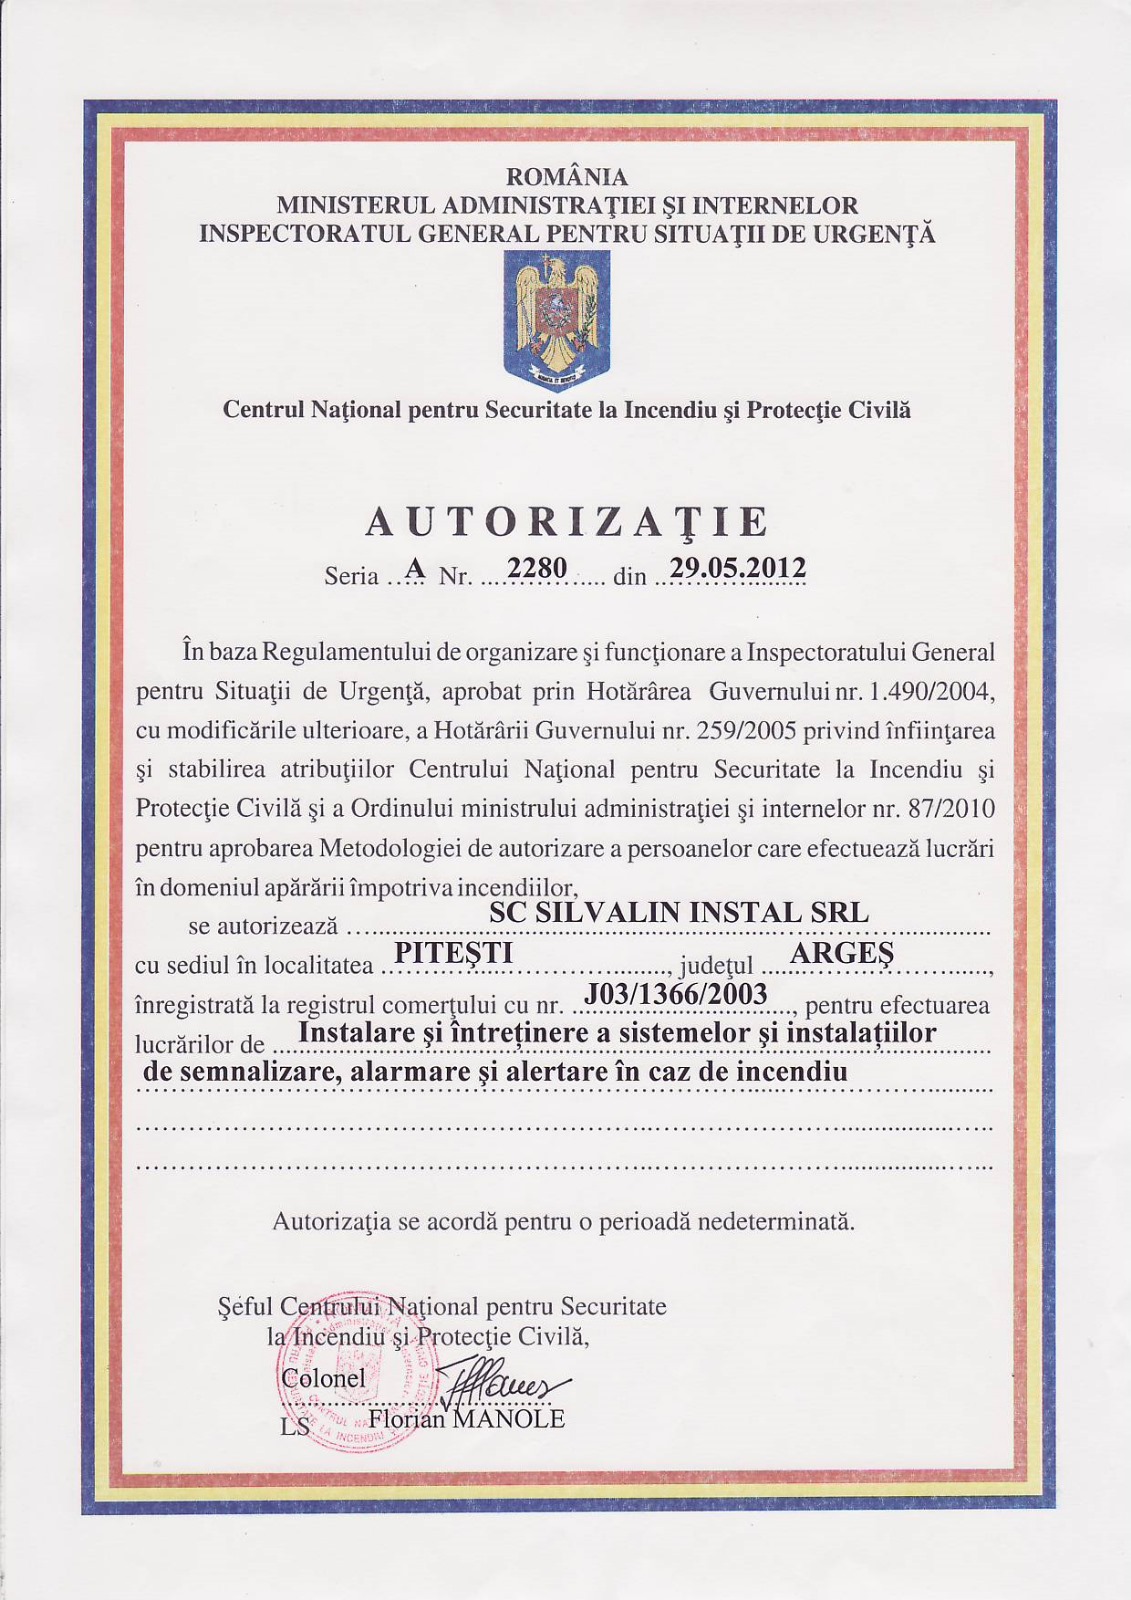 ROMÂNIA
MINISTERUL ADMINISTRAŢIEI ŞI INTERNELOR
INSPECTORATUL GENERAL PENTRU SITUAŢII DE URGENŢĂ
Centrul Naţional pentru Securitate la Incendiu şi Protecţie Civilă
AUTORIZAŢIE
Seria A Nr. 2280 din 29.05.2012
În baza Regulamentului de organizare şi funcţionare a Inspectoratului General
pentru Situaţii de Urgenţă, aprobat prin Hotărârea Guvernului nr. 1.490/2004,
cu modificările ulterioare, a Hotărârii Guvernului nr. 259/2005 privind înfiinţarea
şi stabilirea atribuţiilor Centrului Naţional pentru Securitate la Incendiu şi
Protecţie Civilă şi a Ordinului ministrului administraţiei şi internelor nr. 87/2010
pentru aprobarea Metodologiei de autorizare a persoanelor care efectuează lucrări
în domeniul apărării împotriva incendiilor,
se autorizează SC SILVALIN INSTAL SRL
cu sediul în localitatea PITEŞTI, judeţul ARGEŞ,
înregistrată la registrul comerţului cu nr. J03/1366/2003, pentru efectuarea
lucrărilor de Instalare şi întreținere a sistemelor şi instalațiilor
de semnalizare, alarmare şi alertare în caz de incendiu
Autorizaţia se acordă pentru o perioadă nedeterminată.
Şeful Centrului Naţional pentru Securitate
la Incendiu şi Protecţie Civilă,
Colonel
LS Florian MANOLE